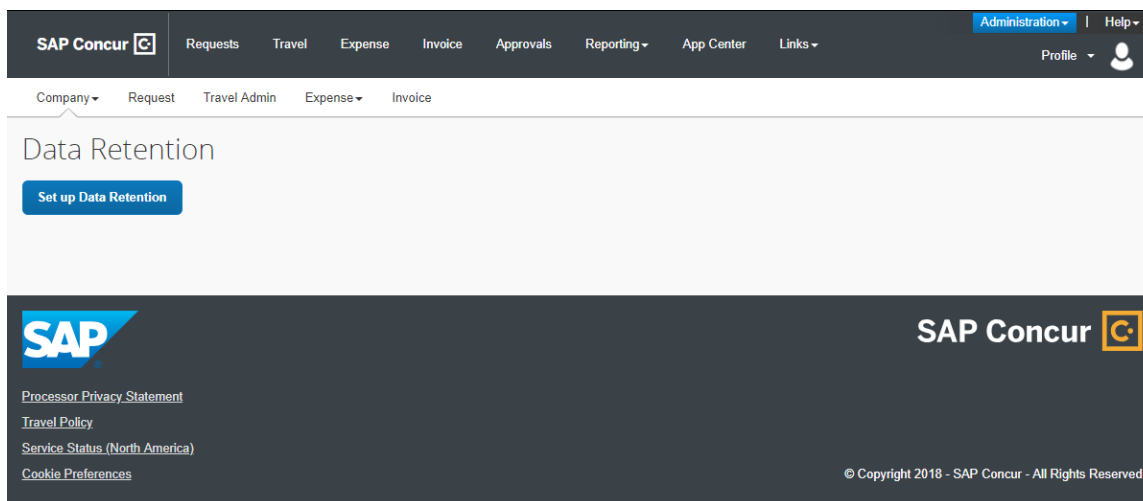 Administration | Help
SAP Concur C Requests Travel Expense Invoice Approvals Reporting App Center Links
Profile
Company Request Travel Admin Expense Invoice
Data Retention
Set up Data Retention
SAP
SAP Concur C
Processor Privacy Statement
Travel Policy
Service Status (North America)
Cookie Preferences
© Copyright 2018 - SAP Concur - All Rights Reserved